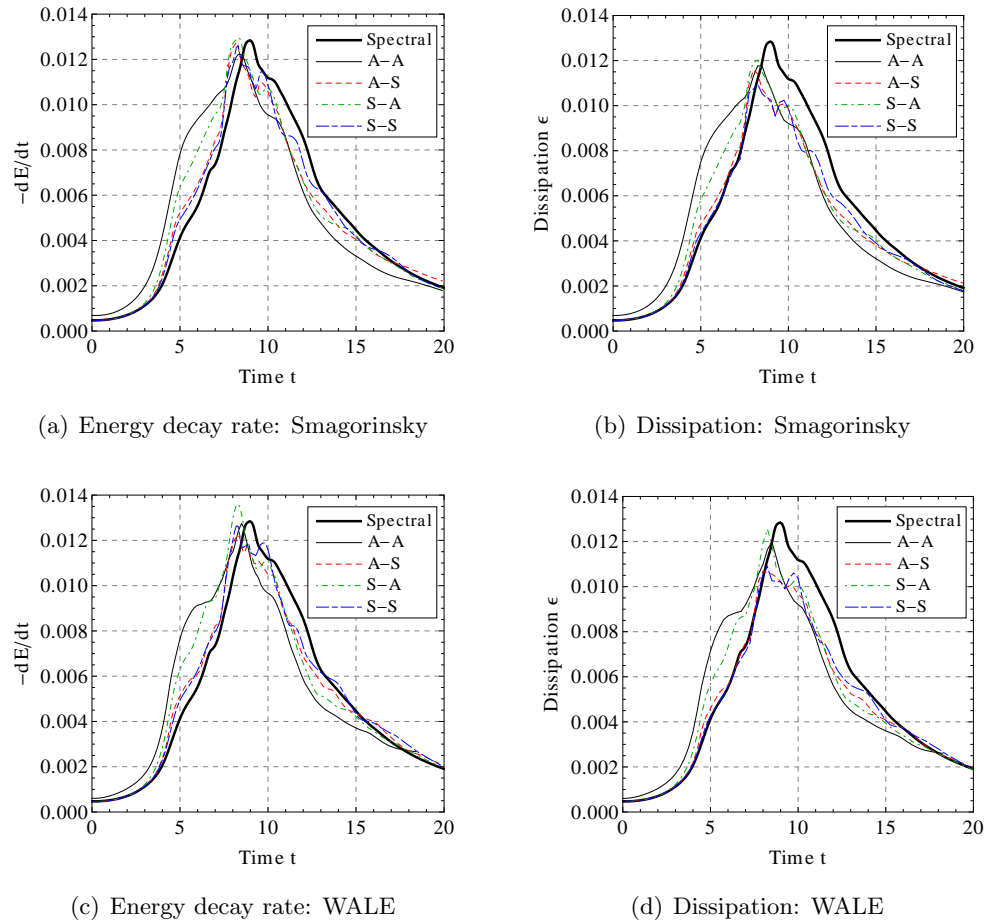 0.014
0.012
0.010
0.008
0.006
0.004
0.002
0.000
−dE/dt
0 5 10 15 20
Time t
Spectral
A−A
A−S
S−A
S−S
(a) Energy decay rate: Smagorinsky
0.014
0.012
0.010
0.008
0.006
0.004
0.002
0.000
Dissipation ϵ
0 5 10 15 20
Time t
Spectral
A−A
A−S
S−A
S−S
(b) Dissipation: Smagorinsky
0.014
0.012
0.010
0.008
0.006
0.004
0.002
0.000
−dE/dt
0 5 10 15 20
Time t
Spectral
A−A
A−S
S−A
S−S
(c) Energy decay rate: WALE
0.014
0.012
0.010
0.008
0.006
0.004
0.002
0.000
Dissipation ϵ
0 5 10 15 20
Time t
Spectral
A−A
A−S
S−A
S−S
(d) Dissipation: WALE